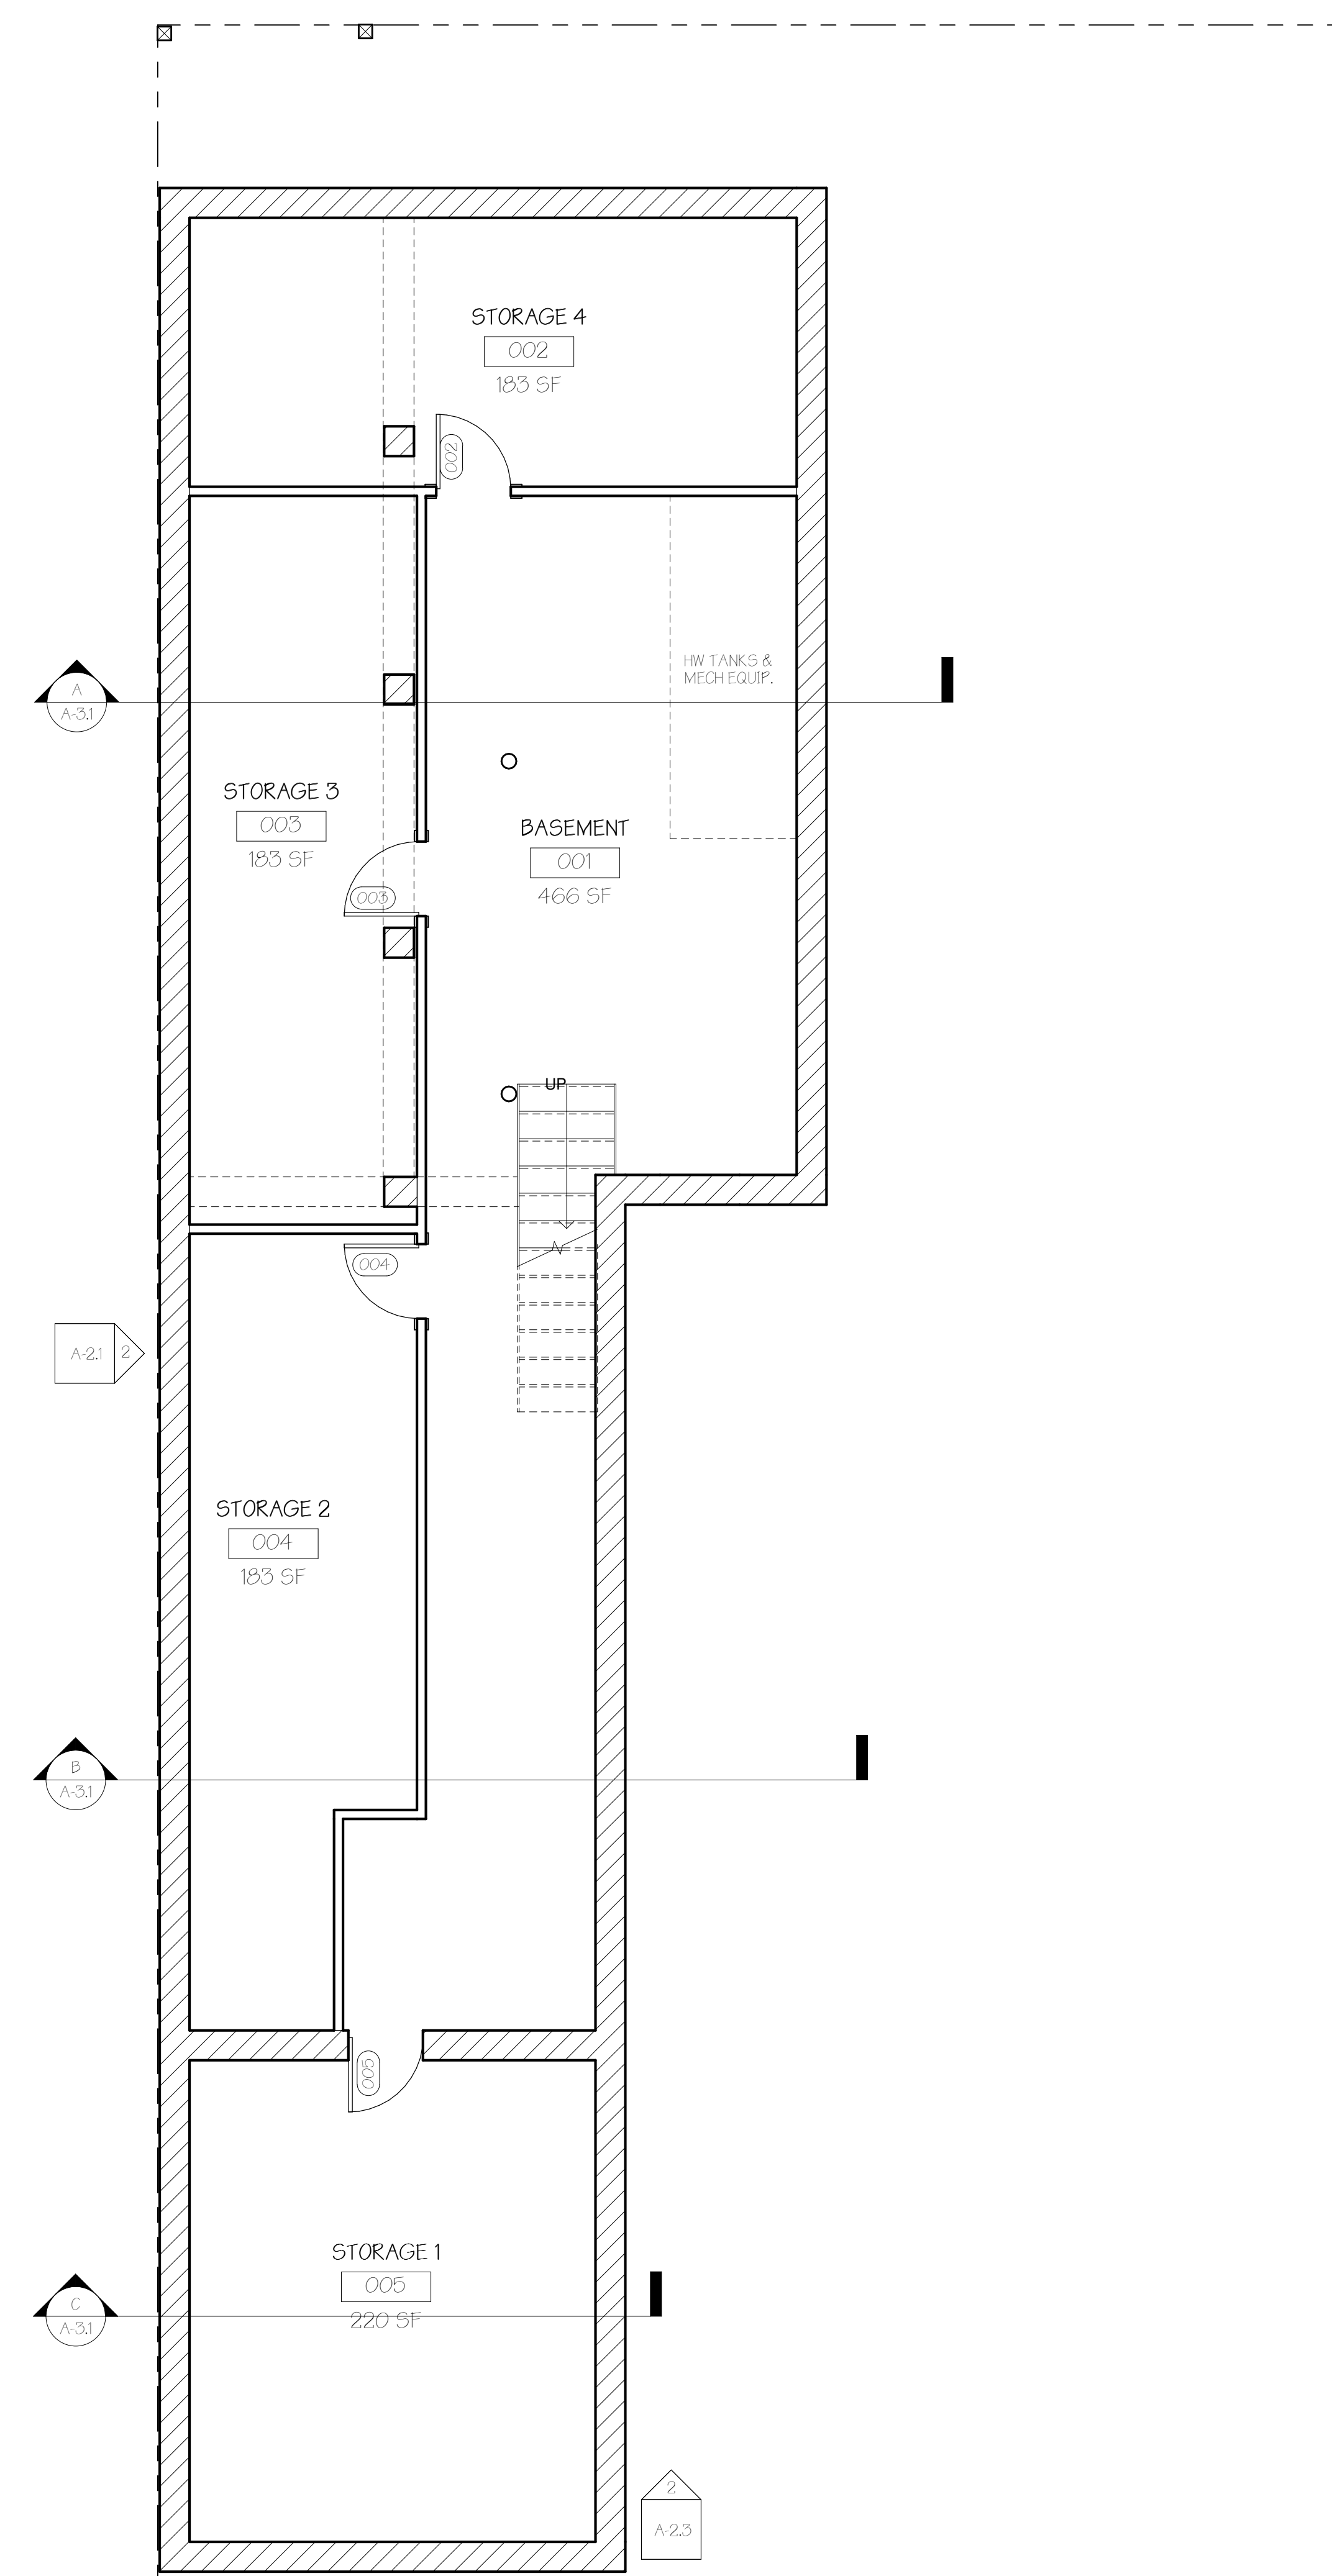 STORAGE 4
002
183 SF
002
HW TANKS &
MECH EQUIP.
A
A-3.1
STORAGE 3
003
183 SF
003
BASEMENT
001
466 SF
UP
004
A-2.1
2
STORAGE 2
004
183 SF
B
A-3.1
005
STORAGE 1
005
220 SF
C
A-3.1
2
A-2.3